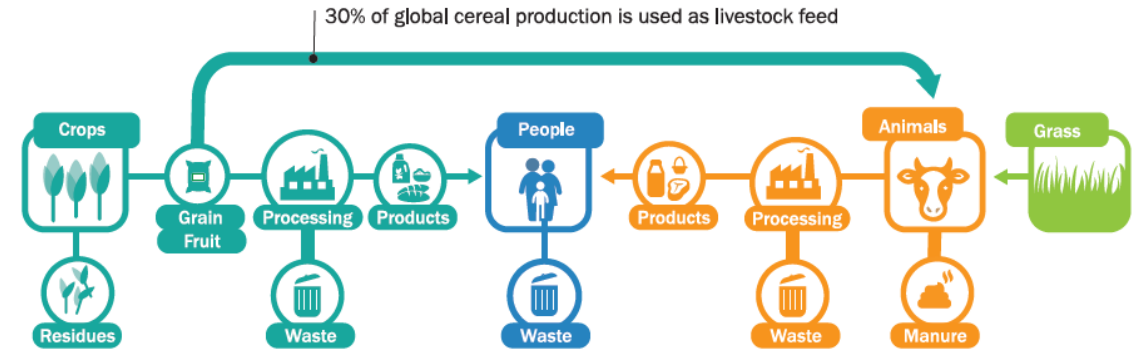 30% of global cereal production is used as livestock feed
Crops
People
Animals
Grass
Grain
Fruit
Processing
Products
Products
Processing
Residues
Waste
Waste
Waste
Manure